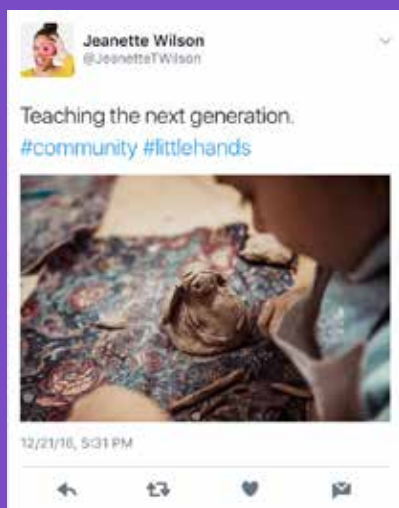 Jeanette Wilson
@JeanetteTWilson
Teaching the next generation.
#community #littlehands
12/21/16, 5:31 PM